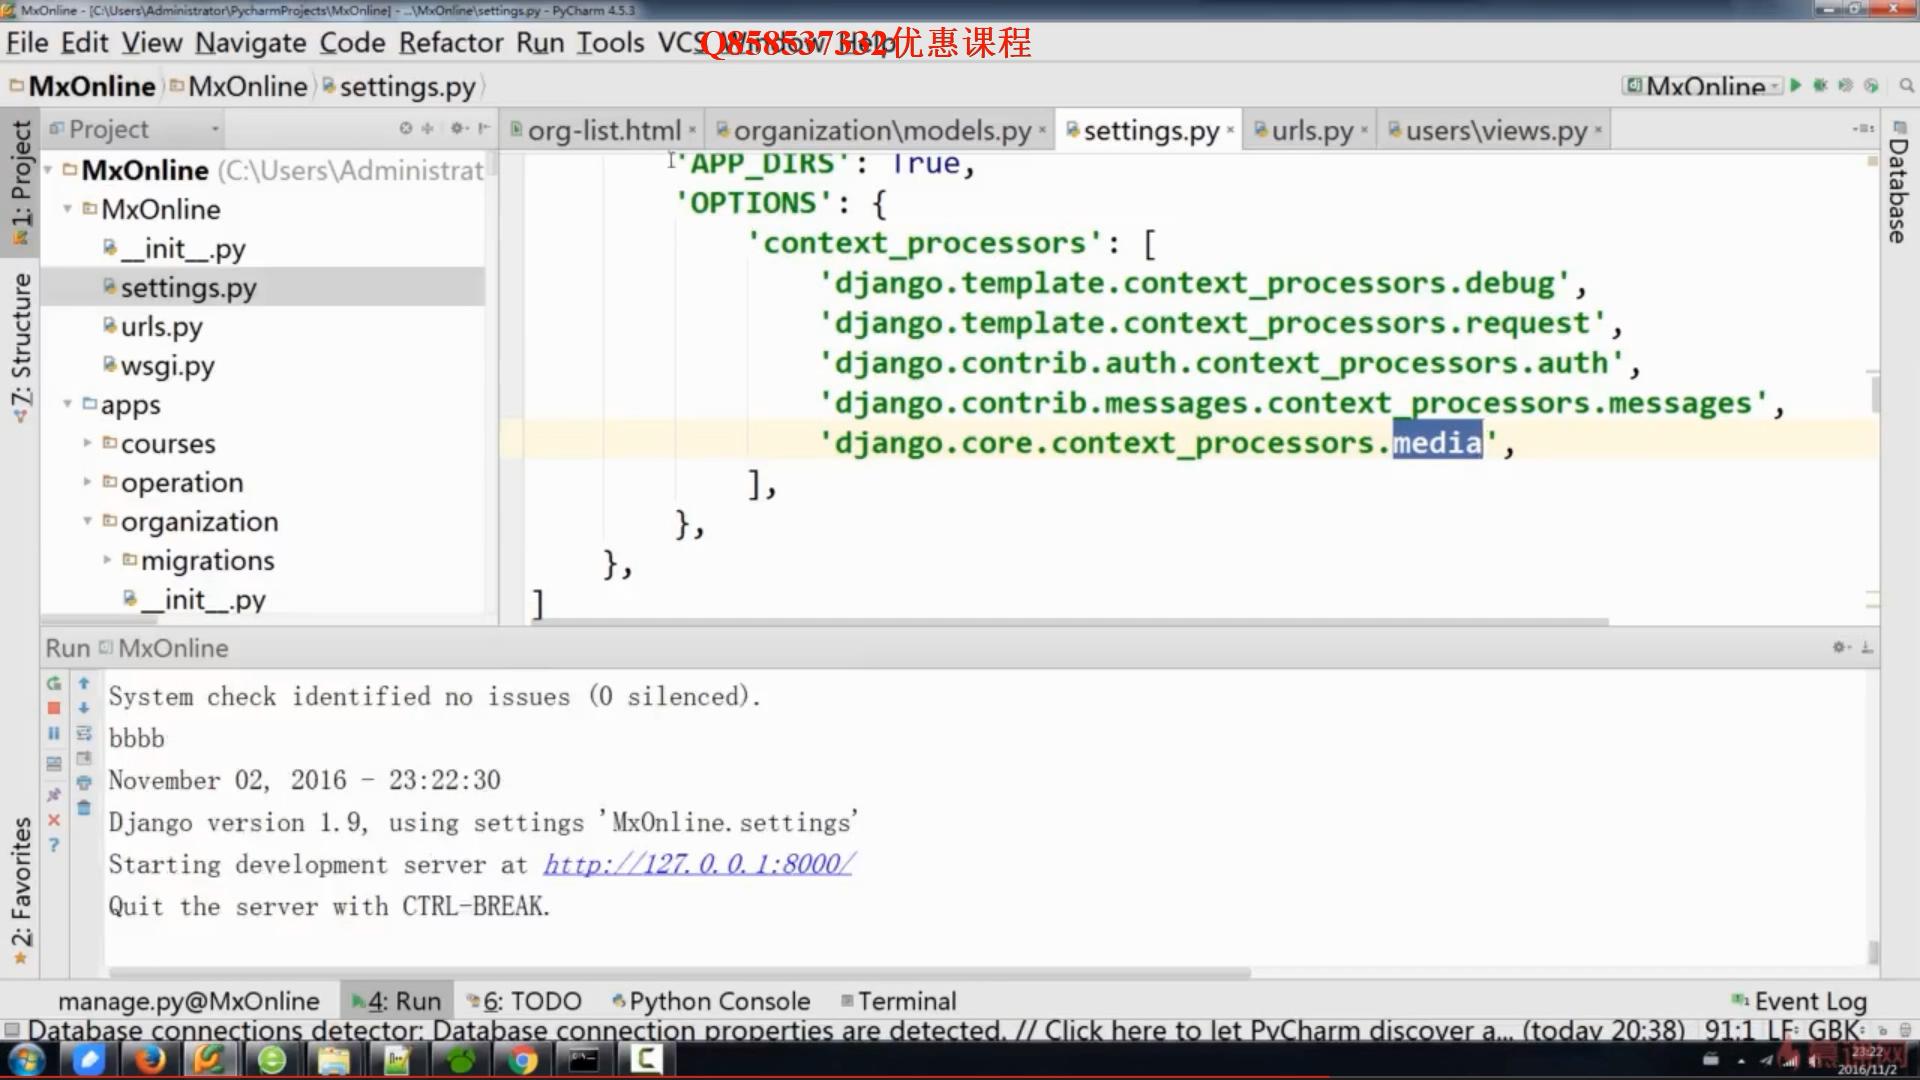 MxOnline - [C:\Users\Administrator\PycharmProjects\MxOnline] - ...\MxOnline\settings.py - PyCharm 4.5.3
File Edit View Navigate Code Refactor Run Tools VCS Window Help
Q858537332优惠课程
MxOnline MxOnline settings.py
MxOnline
1: Project
7: Structure
2: Favorites
Database
Project
MxOnline (C:\Users\Administrat
MxOnline
__init__.py
settings.py
urls.py
wsgi.py
apps
courses
operation
organization
migrations
__init__.py
org-list.html organization\models.py settings.py urls.py users\views.py
'APP_DIRS': True,
'OPTIONS': {
'context_processors': [
'django.template.context_processors.debug',
'django.template.context_processors.request',
'django.contrib.auth.context_processors.auth',
'django.contrib.messages.context_processors.messages',
'django.core.context_processors.media',
],
},
},
]
Run MxOnline
System check identified no issues (0 silenced).
bbbb
November 02, 2016 - 23:22:30
Django version 1.9, using settings 'MxOnline.settings'
Starting development server at http://127.0.0.1:8000/
Quit the server with CTRL-BREAK.
manage.py@MxOnline 4: Run 6: TODO Python Console Terminal Event Log
Database connections detector: Database connection properties are detected. // Click here to let PyCharm discover a... (today 20:38) 91:1 LF: GBK:
23:22
2016/11/2